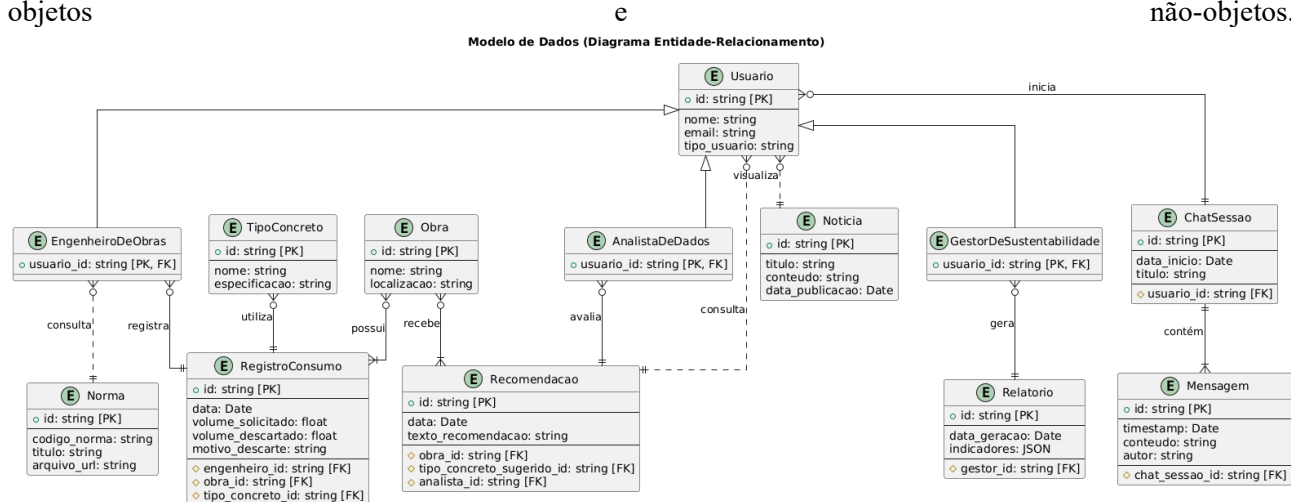 objetos e não-objetos.
Modelo de Dados (Diagrama Entidade-Relacionamento)
E Usuario
id: string [PK]
nome: string
email: string
tipo_usuario: string
inicia
visualiza
E EngenheiroDeObras
usuario_id: string [PK, FK]
E TipoConcreto
id: string [PK]
nome: string
especificacao: string
E Obra
id: string [PK]
nome: string
localizacao: string
E AnalistaDeDados
usuario_id: string [PK, FK]
E Noticia
id: string [PK]
titulo: string
conteudo: string
data_publicacao: Date
E GestorDeSustentabilidade
usuario_id: string [PK, FK]
E ChatSessao
id: string [PK]
data_inicio: Date
titulo: string
usuario_id: string [FK]
consulta
registra
utiliza
possui
recebe
avalia
consulta
gera
contém
E Norma
id: string [PK]
codigo_norma: string
titulo: string
arquivo_url: string
E RegistroConsumo
id: string [PK]
data: Date
volume_solicitado: float
volume_descartado: float
motivo_descarte: string
engenheiro_id: string [FK]
obra_id: string [FK]
tipo_concreto_id: string [FK]
E Recomendacao
id: string [PK]
data: Date
texto_recomendacao: string
obra_id: string [FK]
tipo_concreto_sugerido_id: string [FK]
analista_id: string [FK]
E Relatorio
id: string [PK]
data_geracao: Date
indicadores: JSON
gestor_id: string [FK]
E Mensagem
id: string [PK]
timestamp: Date
conteudo: string
autor: string
chat_sessao_id: string [FK]